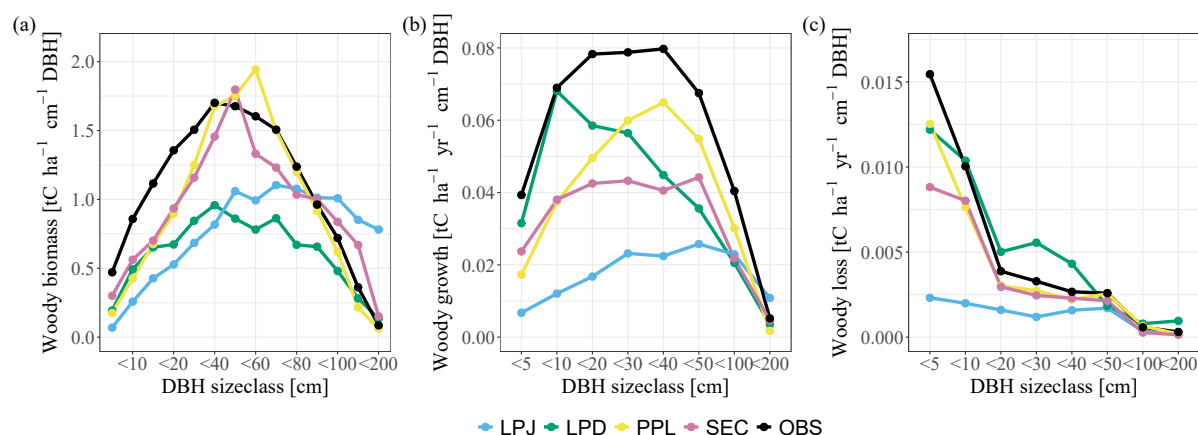 (a)
Woody biomass [tC ha⁻¹ cm⁻¹ DBH]
2.0
1.5
1.0
0.5
0.0
<10 <20 <40 <60 <80 <100 <200
DBH sizeclass [cm]
(b)
Woody growth [tC ha⁻¹ yr⁻¹ cm⁻¹ DBH]
0.08
0.06
0.04
0.02
0.00
<5 <10 <20 <30 <40 <50 <100 <200
DBH sizeclass [cm]
(c)
Woody loss [tC ha⁻¹ yr⁻¹ cm⁻¹ DBH]
0.015
0.010
0.005
0.000
<5 <10 <20 <30 <40 <50 <100 <200
DBH sizeclass [cm]
LPJ LPD PPL SEC OBS